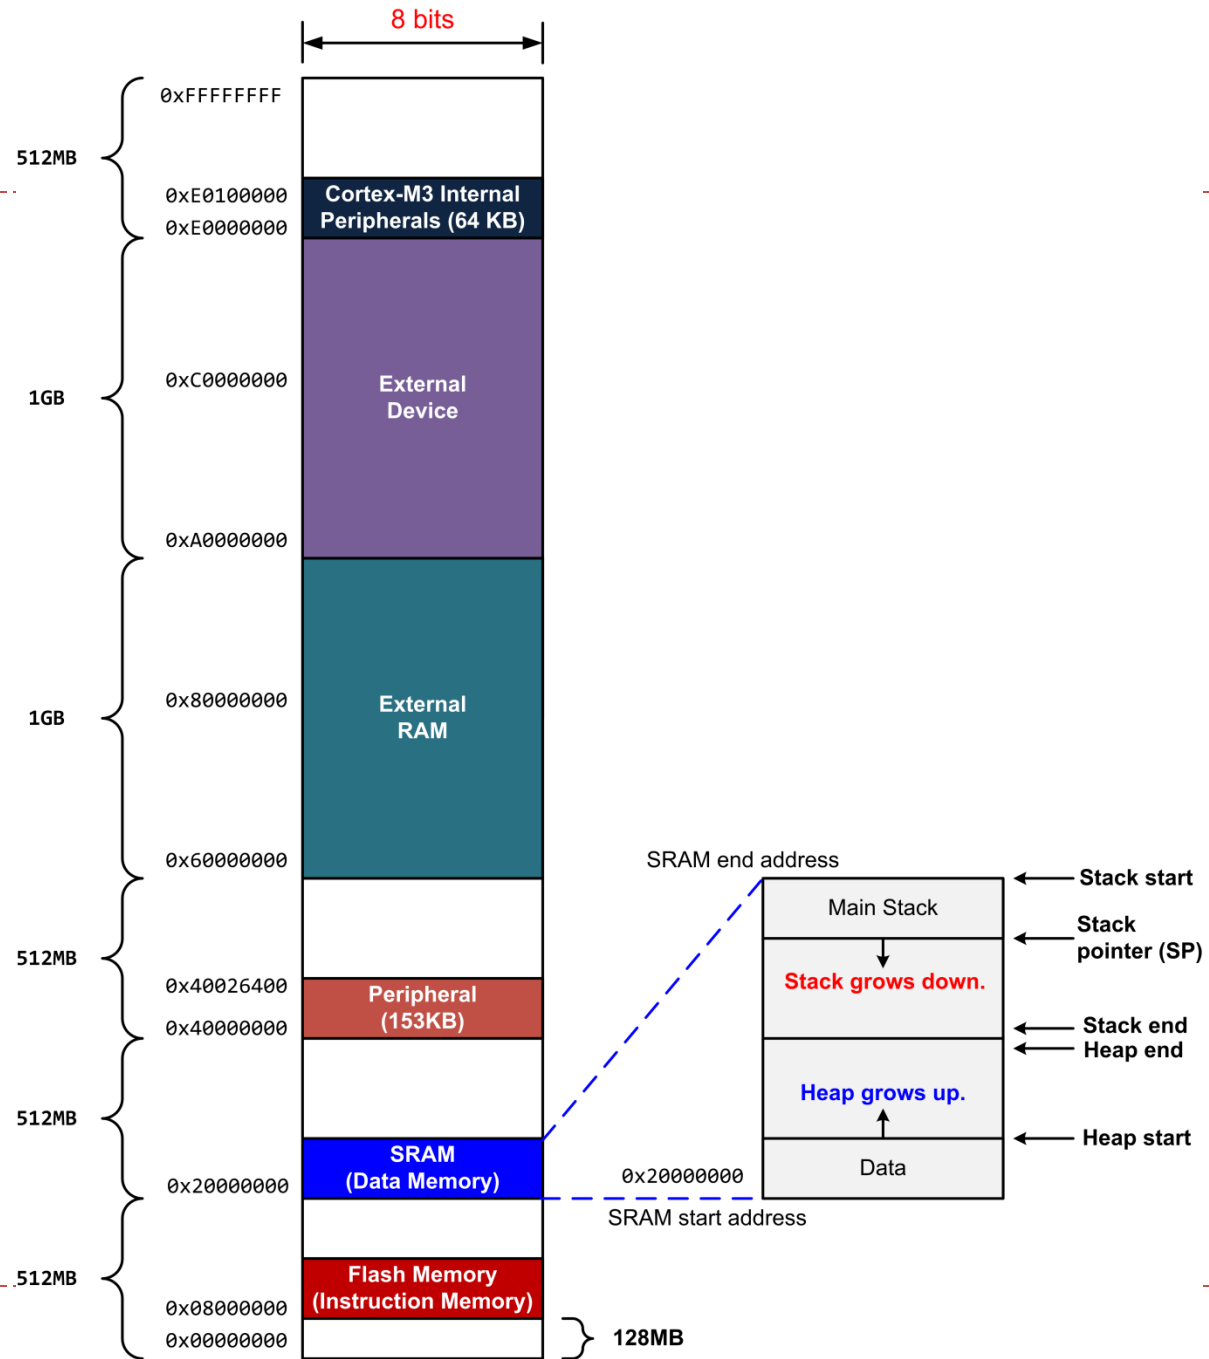 8 bits
0xFFFFFFFF
512MB
0xE0100000
Cortex-M3 Internal
Peripherals (64 KB)
0xE0000000
0xC0000000
External
Device
1GB
0xA0000000
0x80000000
External
RAM
1GB
0x60000000
512MB
0x40026400
Peripheral
(153KB)
0x40000000
512MB
SRAM
(Data Memory)
0x20000000
512MB
Flash Memory
(Instruction Memory)
0x08000000
0x00000000
128MB
SRAM end address
Stack start
Main Stack
Stack
pointer (SP)
Stack grows down.
Stack end
Heap end
Heap grows up.
Heap start
Data
0x20000000
SRAM start address